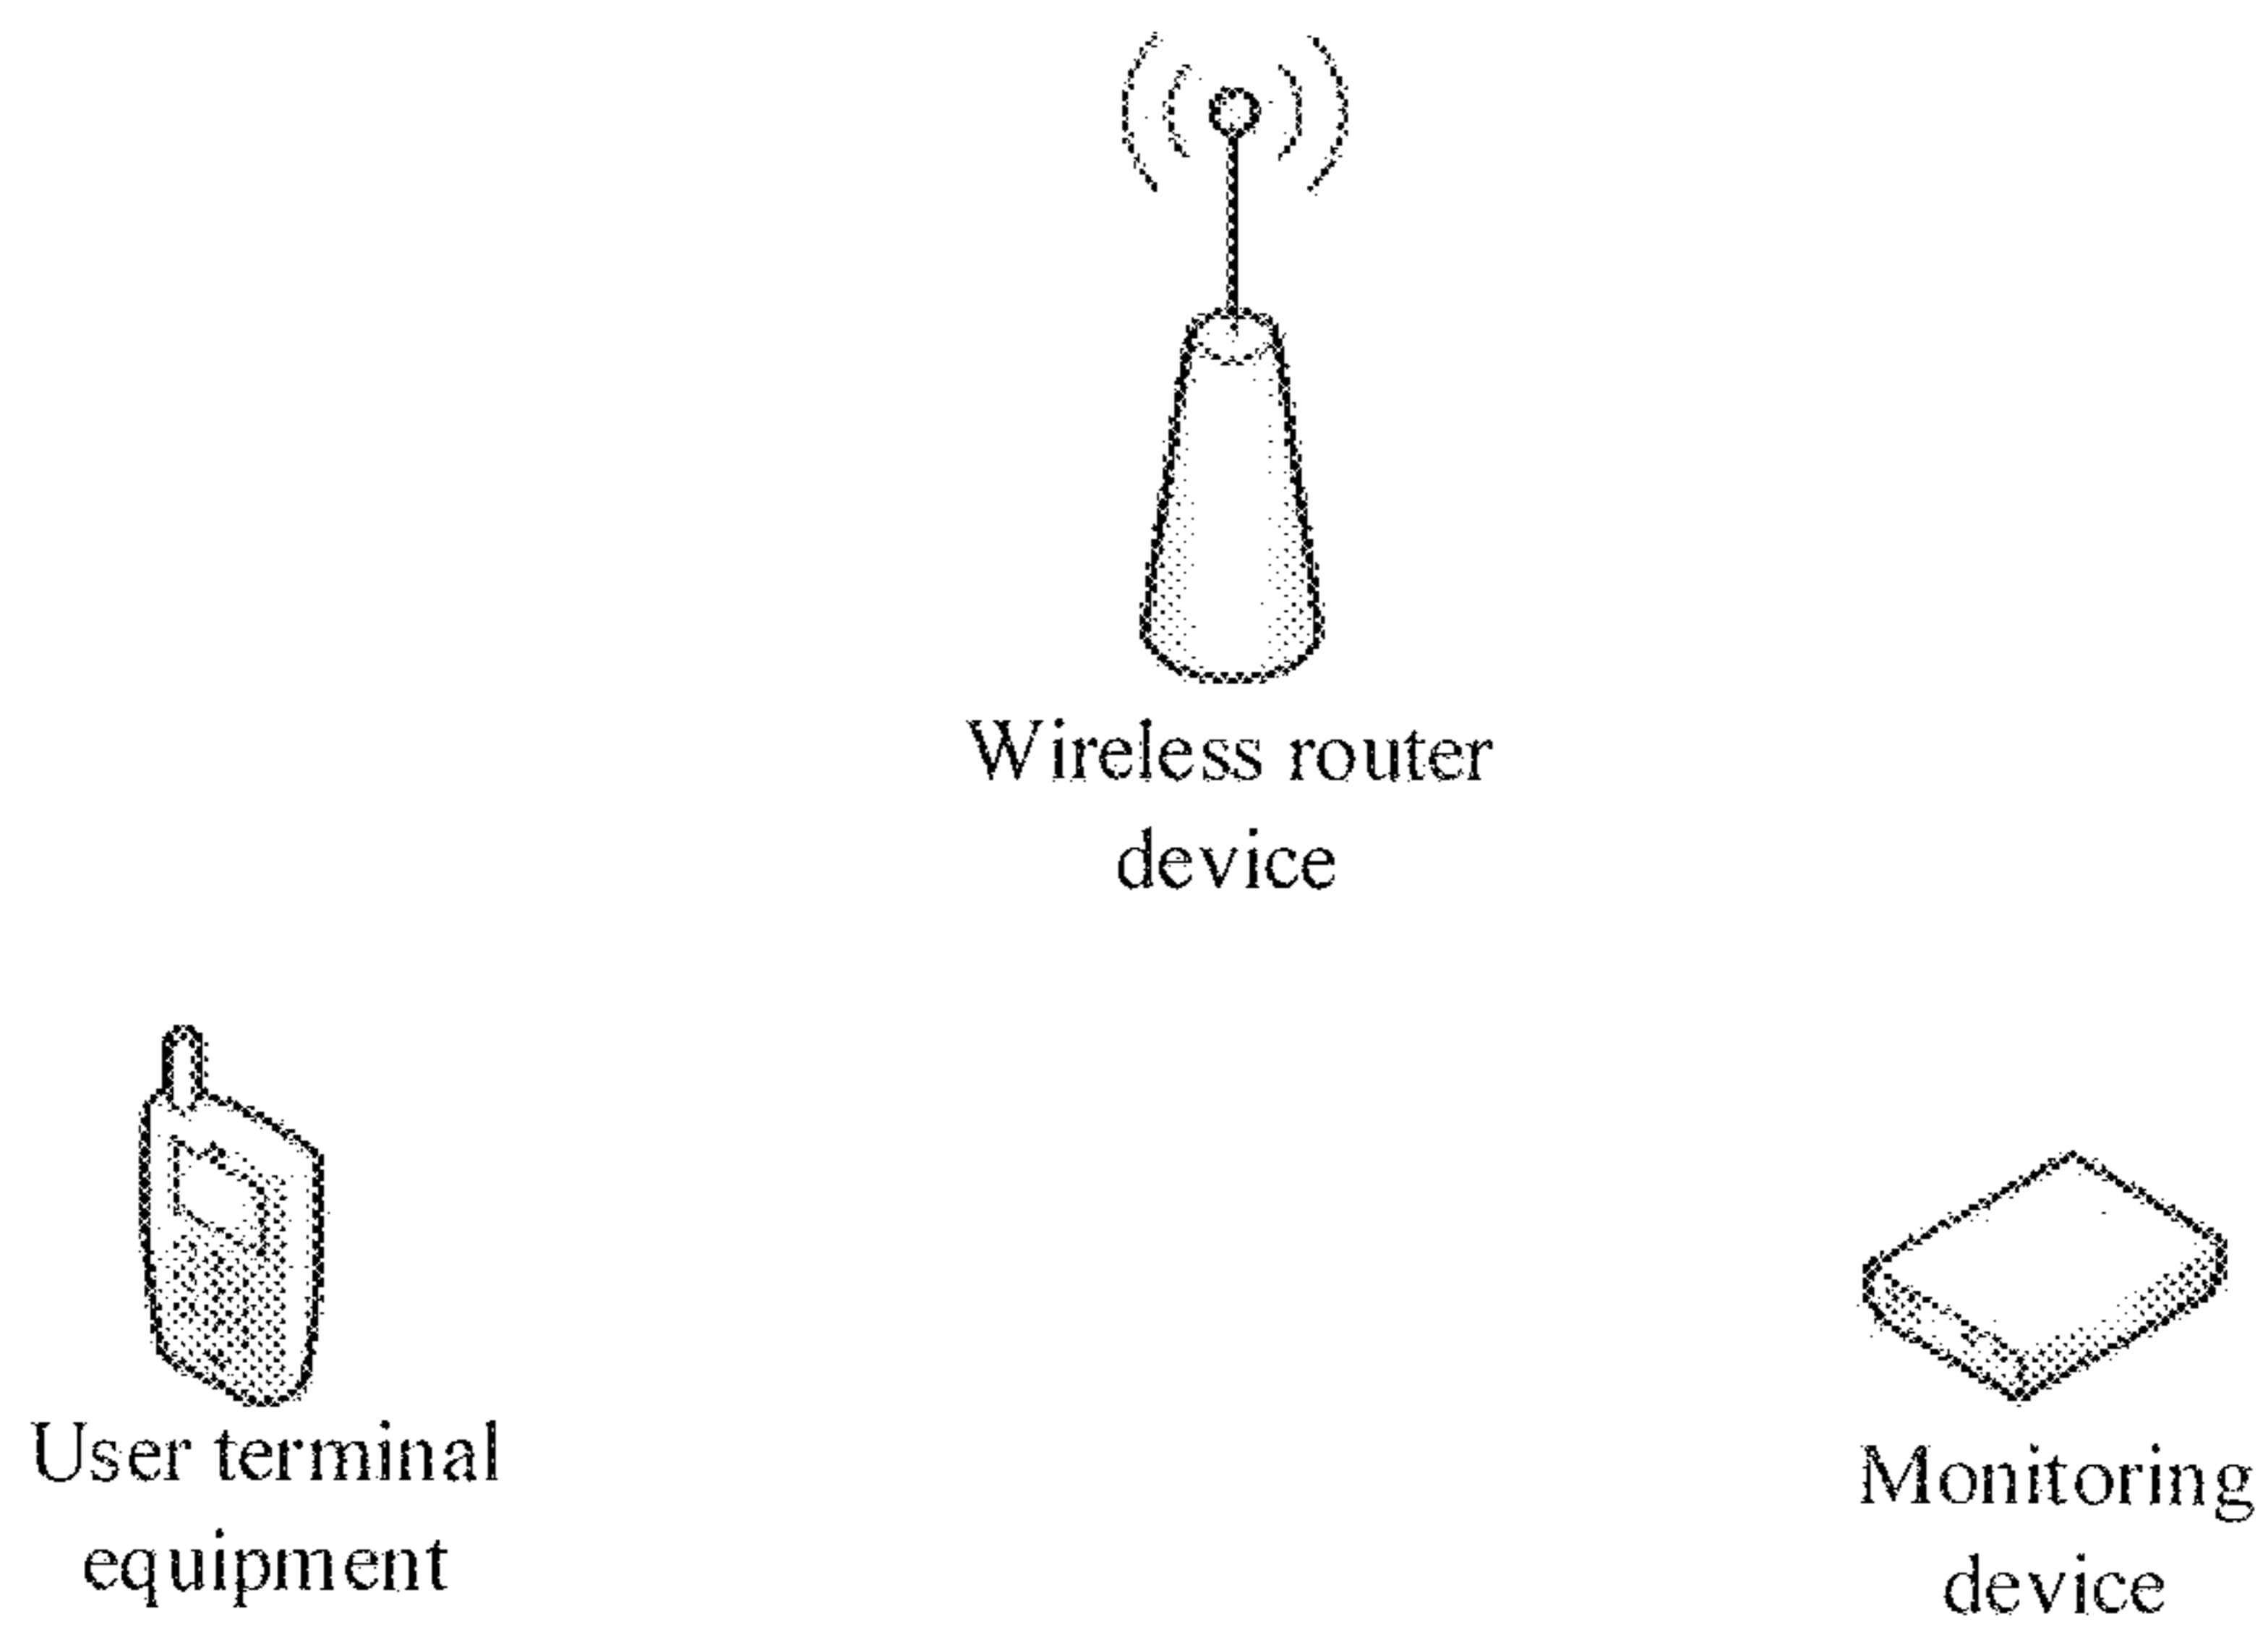 Wireless router
device
User terminal
equipment
Monitoring
device